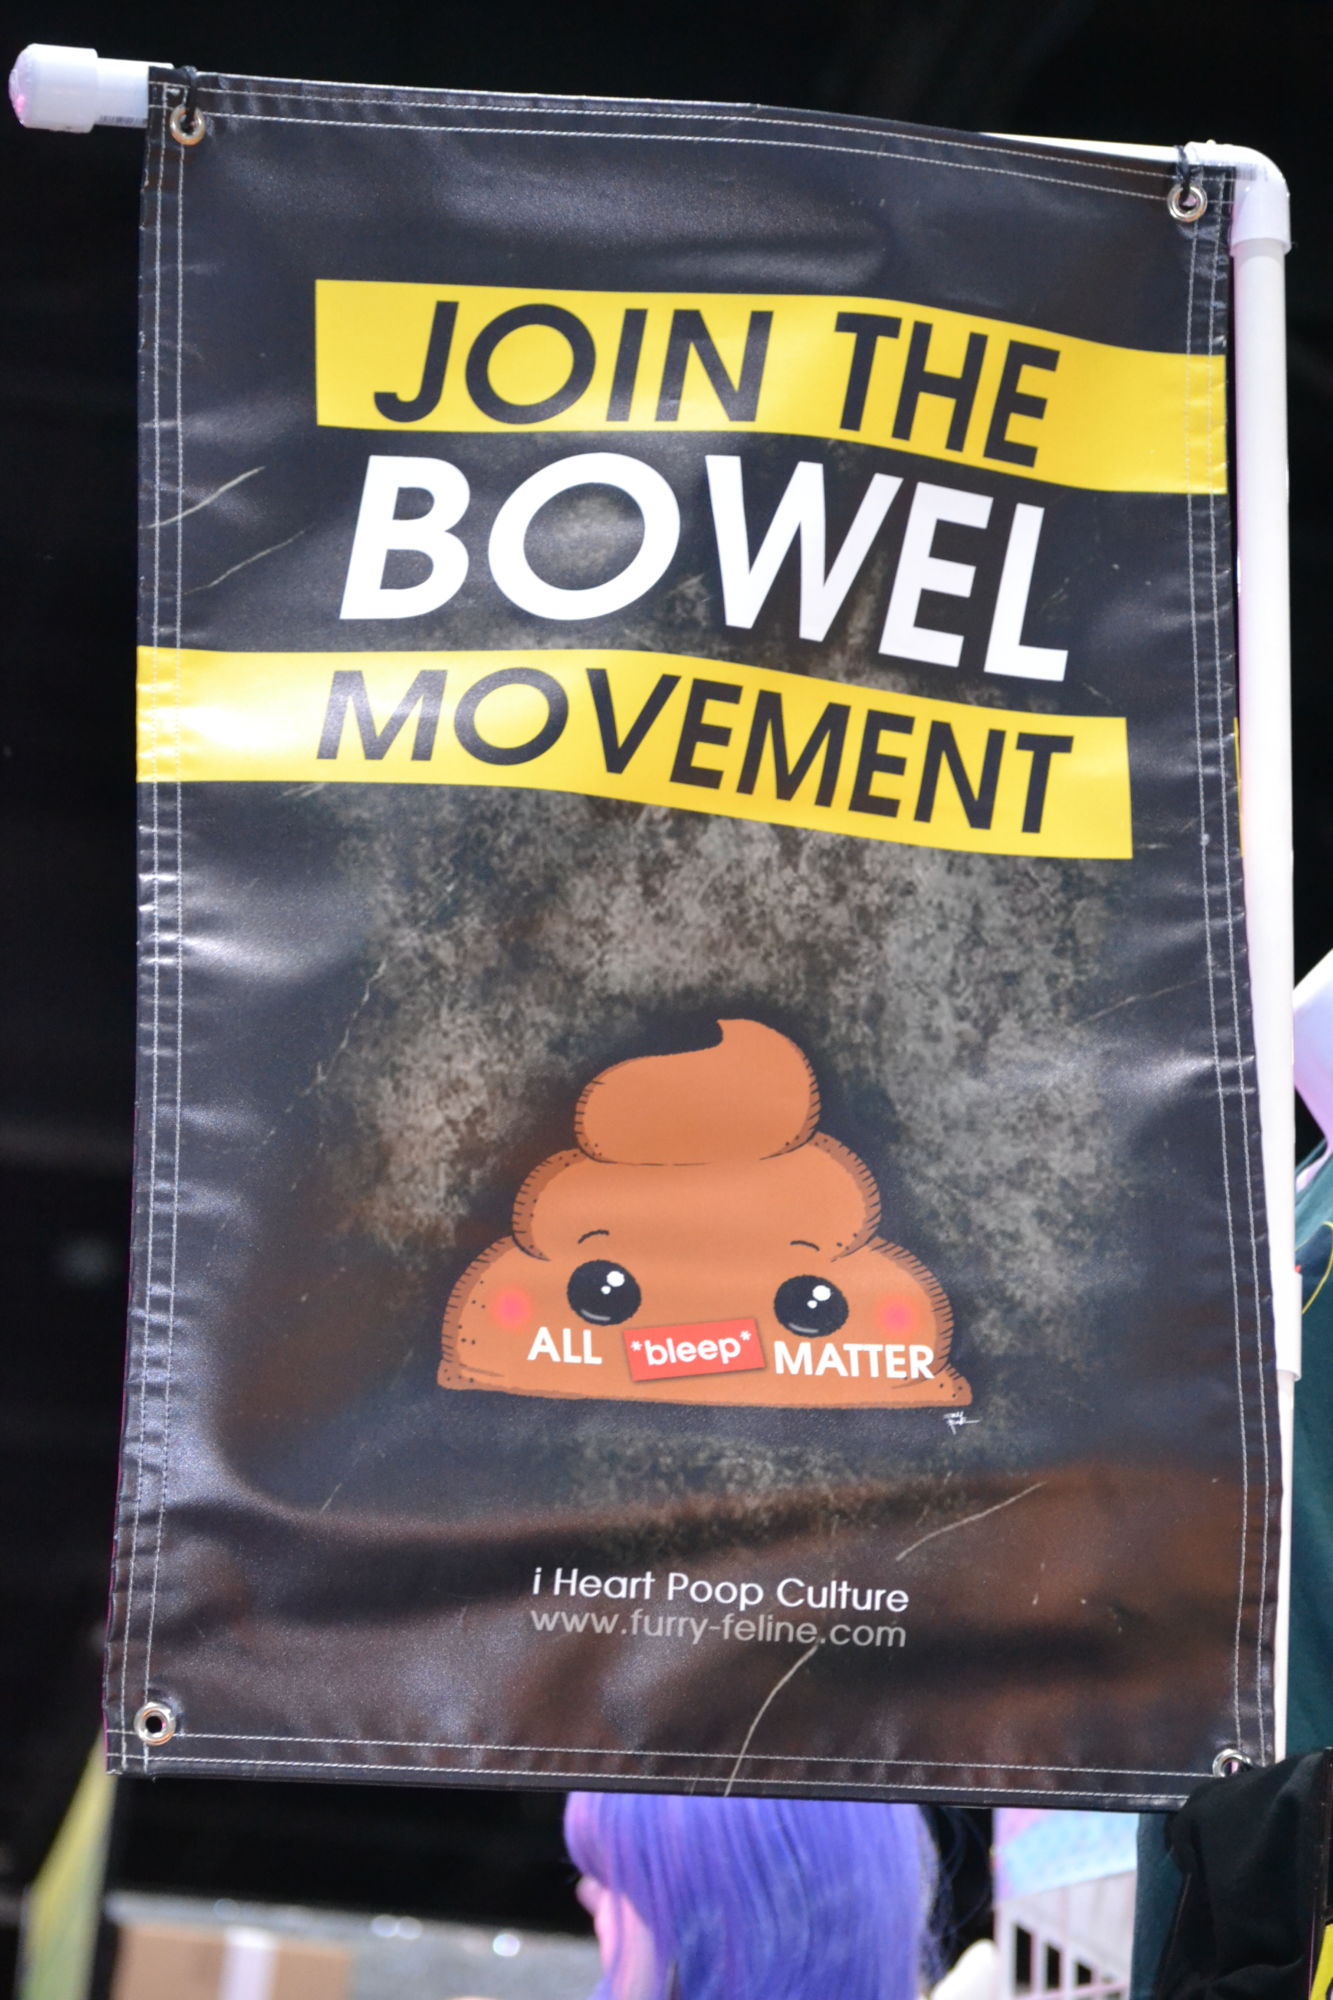 JOIN THE
BOWEL
MOVEMENT
ALL *bleep* MATTER
i Heart Poop Culture
www.furry-feline.com